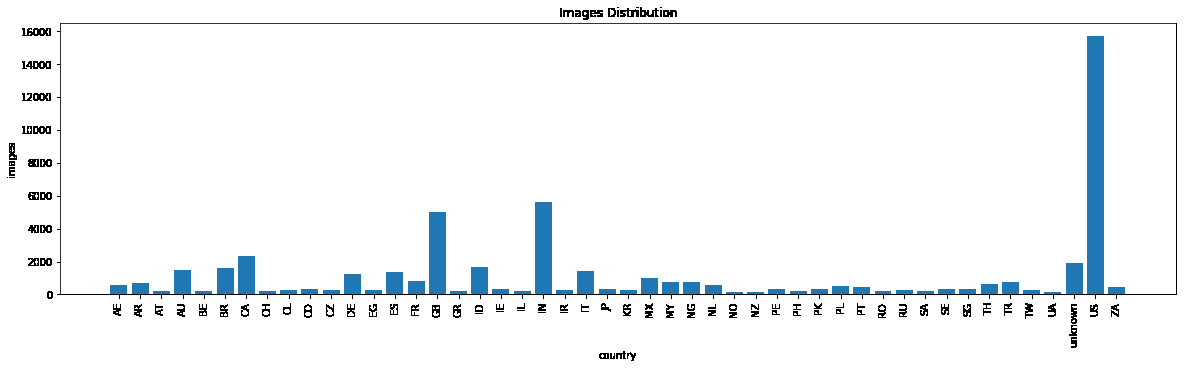 Images Distribution
images
16000
14000
12000
10000
8000
6000
4000
2000
0
AE AR AT AU BE BR CA CH CL CO CZ DE EG ES FR GB GR ID IE IL IN IR IT JP KR MX MY NG NL NO NZ PE PH PK PL PT RO RU SA SE SG TH TR TW UA unknown US ZA
country